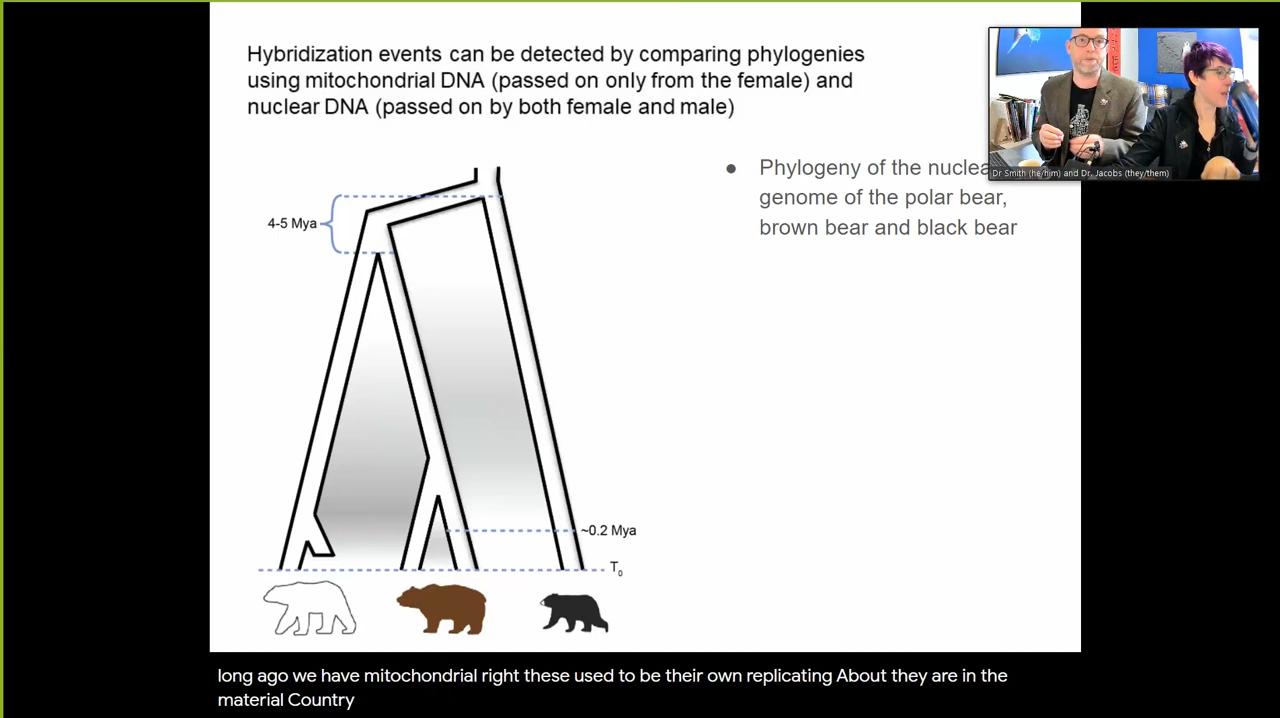 Hybridization events can be detected by comparing phylogenies
using mitochondrial DNA (passed on only from the female) and
nuclear DNA (passed on by both female and male)
Dr Smith (he/him) and Dr. Jacobs (they/them)
● Phylogeny of the nuclea
genome of the polar bear,
brown bear and black bear
4-5 Mya
~0.2 Mya
T₀
long ago we have mitochondrial right these used to be their own replicating About they are in the
material Country